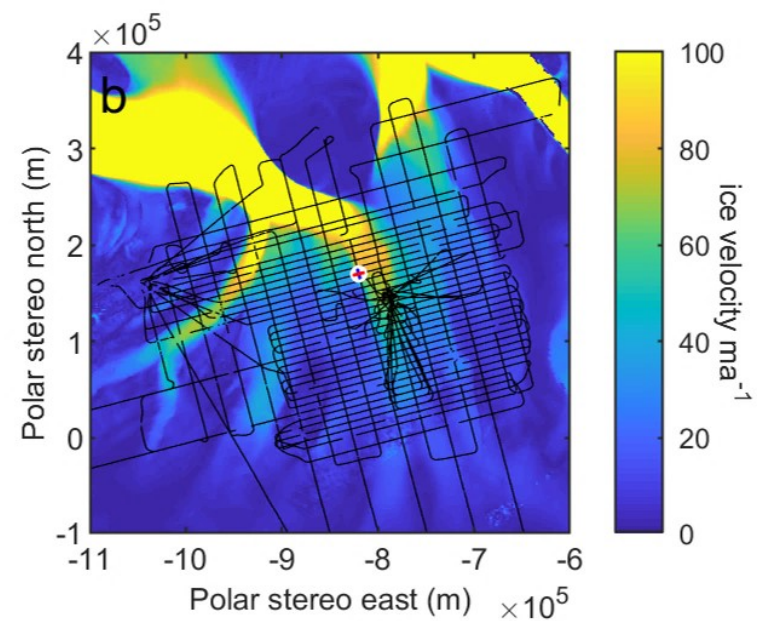 ×10⁵
b
4
3
2
1
0
-1
-11 -10 -9 -8 -7 -6
Polar stereo north (m)
Polar stereo east (m)
×10⁵
100
80
60
40
20
0
ice velocity ma⁻¹